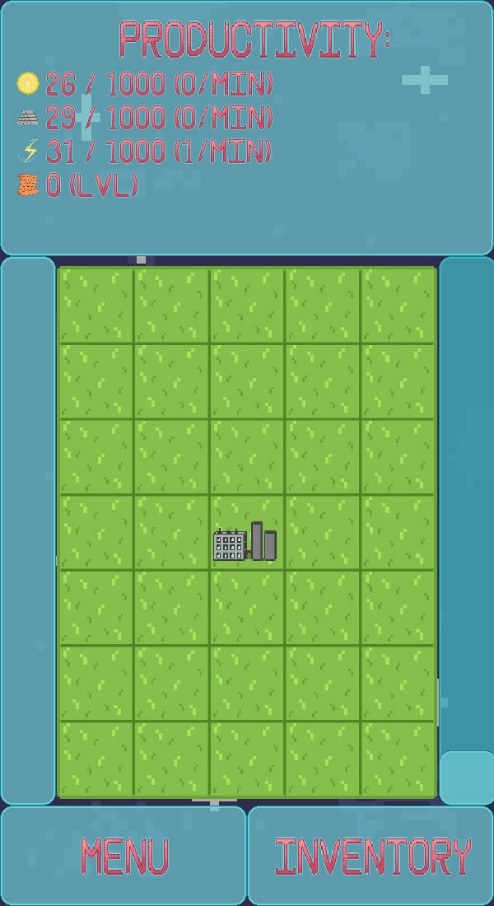 PRODUCTIVITY:
26 / 1000 (0/MIN)
29 / 1000 (0/MIN)
31 / 1000 (1/MIN)
0 (LVL)
MENU
INVENTORY